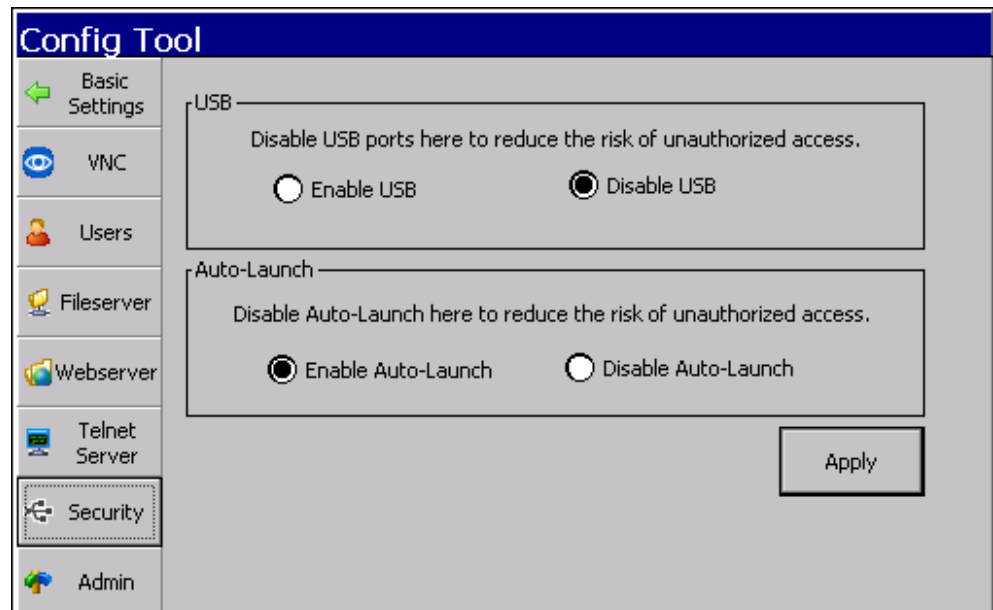 Config Tool
Basic
Settings
VNC
Users
Fileserver
Webserver
Telnet
Server
Security
Admin
USB
Disable USB ports here to reduce the risk of unauthorized access.
Enable USB
Disable USB
Auto-Launch
Disable Auto-Launch here to reduce the risk of unauthorized access.
Enable Auto-Launch
Disable Auto-Launch
Apply